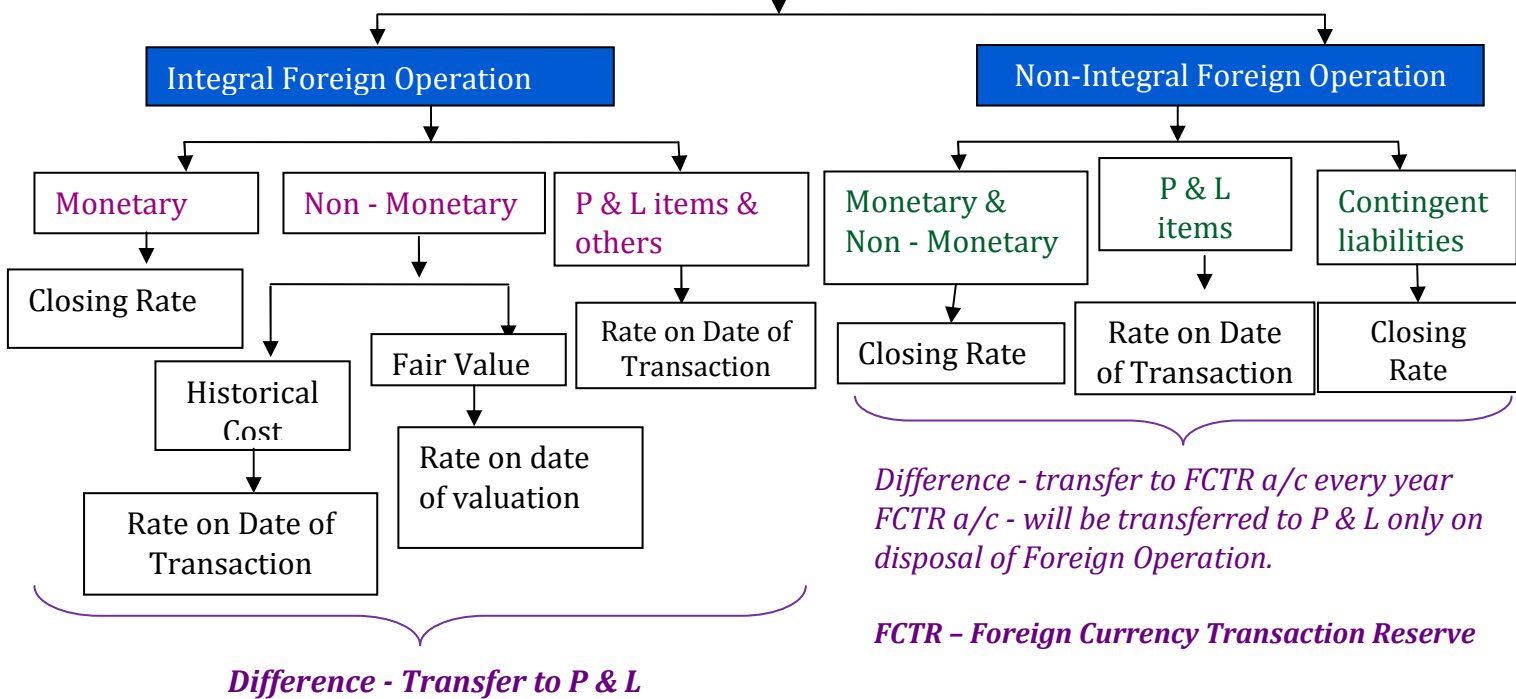 Integral Foreign Operation
Non-Integral Foreign Operation
Monetary
Non - Monetary
P & L items &
others
Monetary &
Non - Monetary
P & L
items
Contingent
liabilities
Closing Rate
Historical
Cost
Fair Value
Rate on Date of
Transaction
Closing Rate
Rate on Date
of Transaction
Closing
Rate
Rate on Date of
Transaction
Rate on date
of valuation
Difference - transfer to FCTR a/c every year
FCTR a/c - will be transferred to P & L only on
disposal of Foreign Operation.
FCTR – Foreign Currency Transaction Reserve
Difference - Transfer to P & L